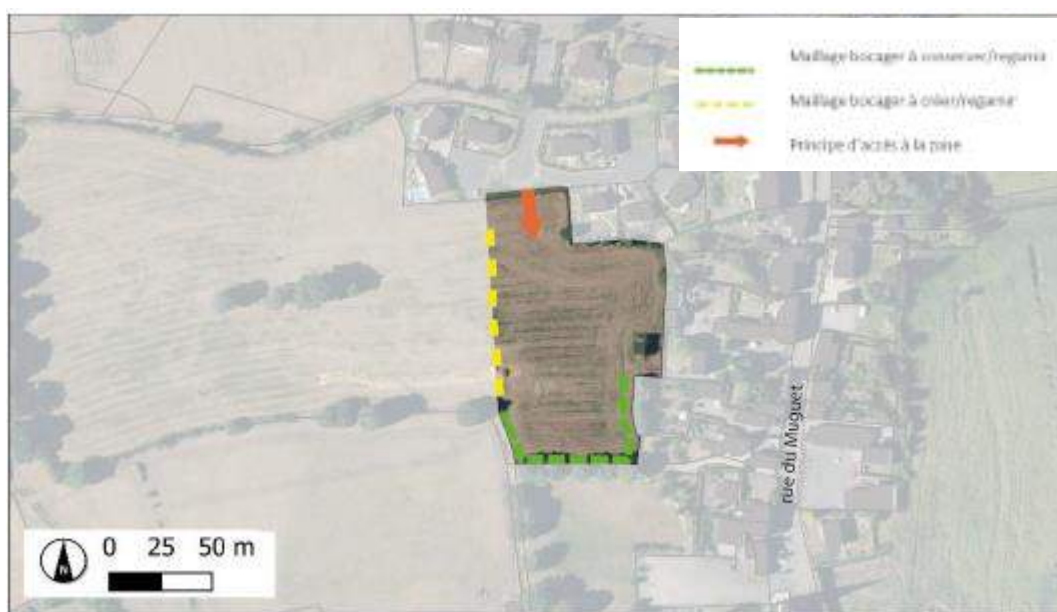 Maillage bocager à conserver/regarnir
Maillage bocager à créer/regarnir
Principe d'accès à la zone
rue du Muguet
N
0 25 50 m